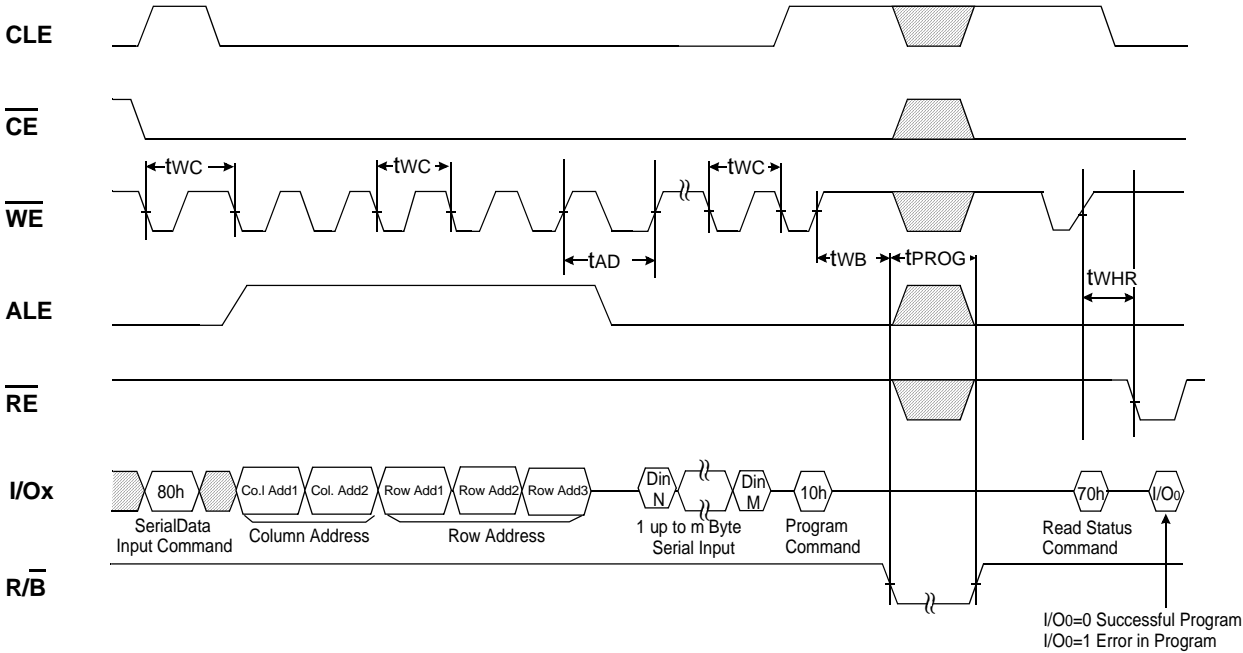 CLE
CE
tWC
tWC
tWC
WE
tAD
tWB
tPROG
tWHR
ALE
RE
I/Ox
80h
Co.l Add1
Col. Add2
Row Add1
Row Add2
Row Add3
Din
N
Din
M
10h
70h
I/O0
SerialData
Input Command
Column Address
Row Address
1 up to m Byte
Serial Input
Program
Command
Read Status
Command
R/B
I/O0=0 Successful Program
I/O0=1 Error in Program